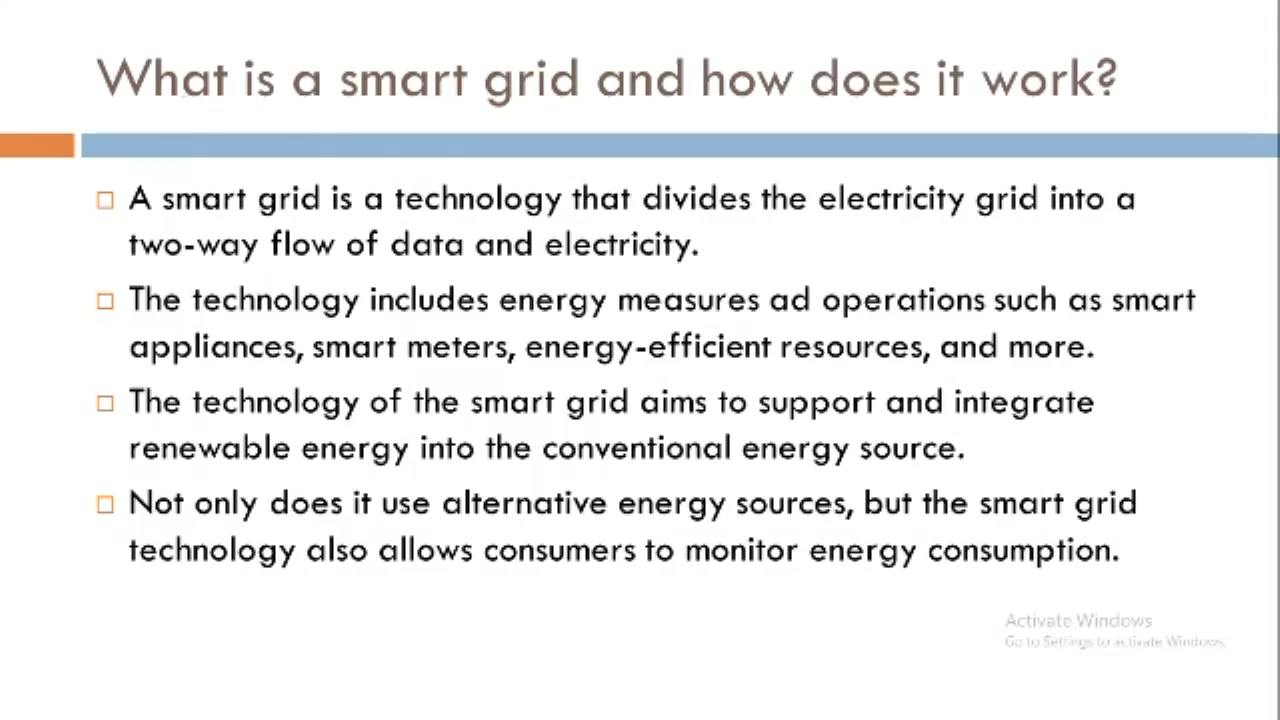 What is a smart grid and how does it work?
A smart grid is a technology that divides the electricity grid into a
two-way flow of data and electricity.
The technology includes energy measures ad operations such as smart
appliances, smart meters, energy-efficient resources, and more.
The technology of the smart grid aims to support and integrate
renewable energy into the conventional energy source.
Not only does it use alternative energy sources, but the smart grid
technology also allows consumers to monitor energy consumption.
Activate Windows
Go to Settings to activate Windows.